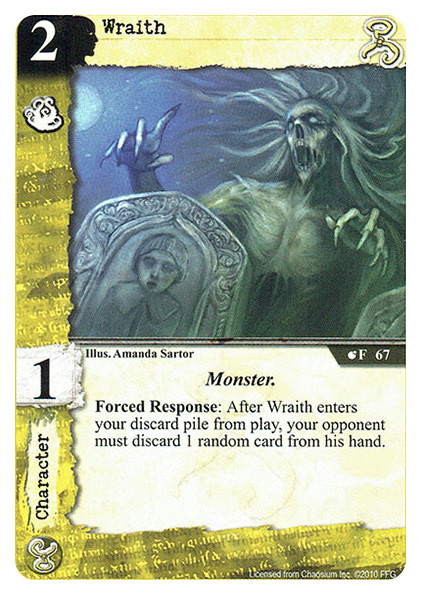 2
Wraith
Illus. Amanda Sartor
F 67
1
Monster.
Forced Response: After Wraith enters
your discard pile from play, your opponent
must discard 1 random card from his hand.
Character
Licensed from Chaosium Inc. ©2010 FFG